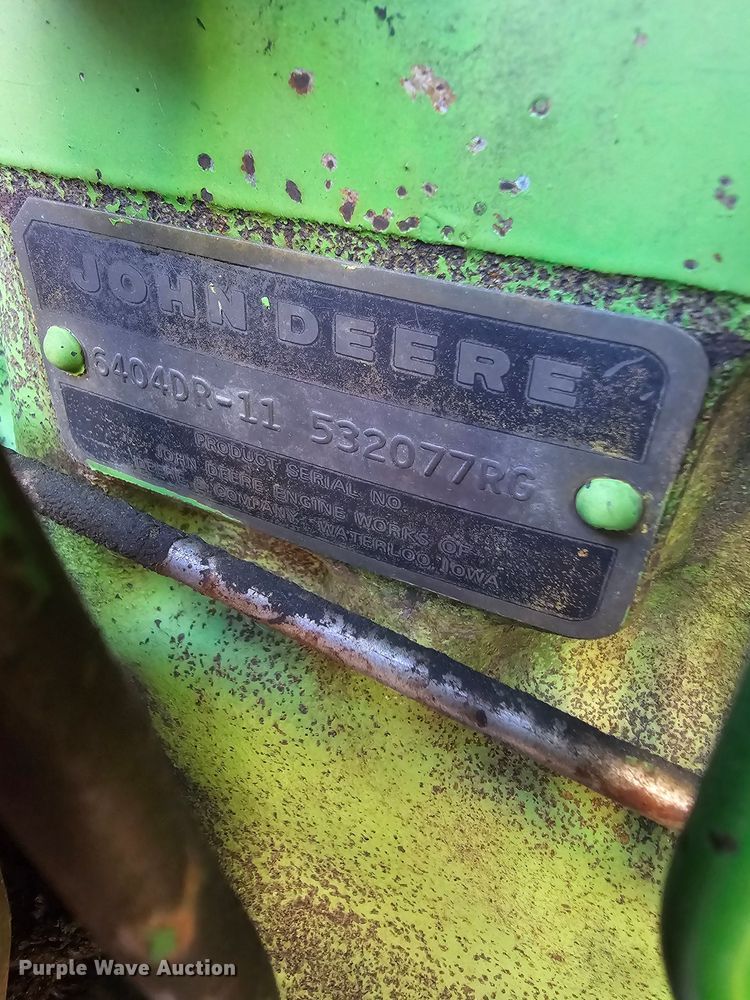 JOHN DEERE
6404DR-11 532077RG
PRODUCT SERIAL NO.
JOHN DEERE ENGINE WORKS OF
DEERE & COMPANY WATERLOO, IOWA
Purple Wave Auction